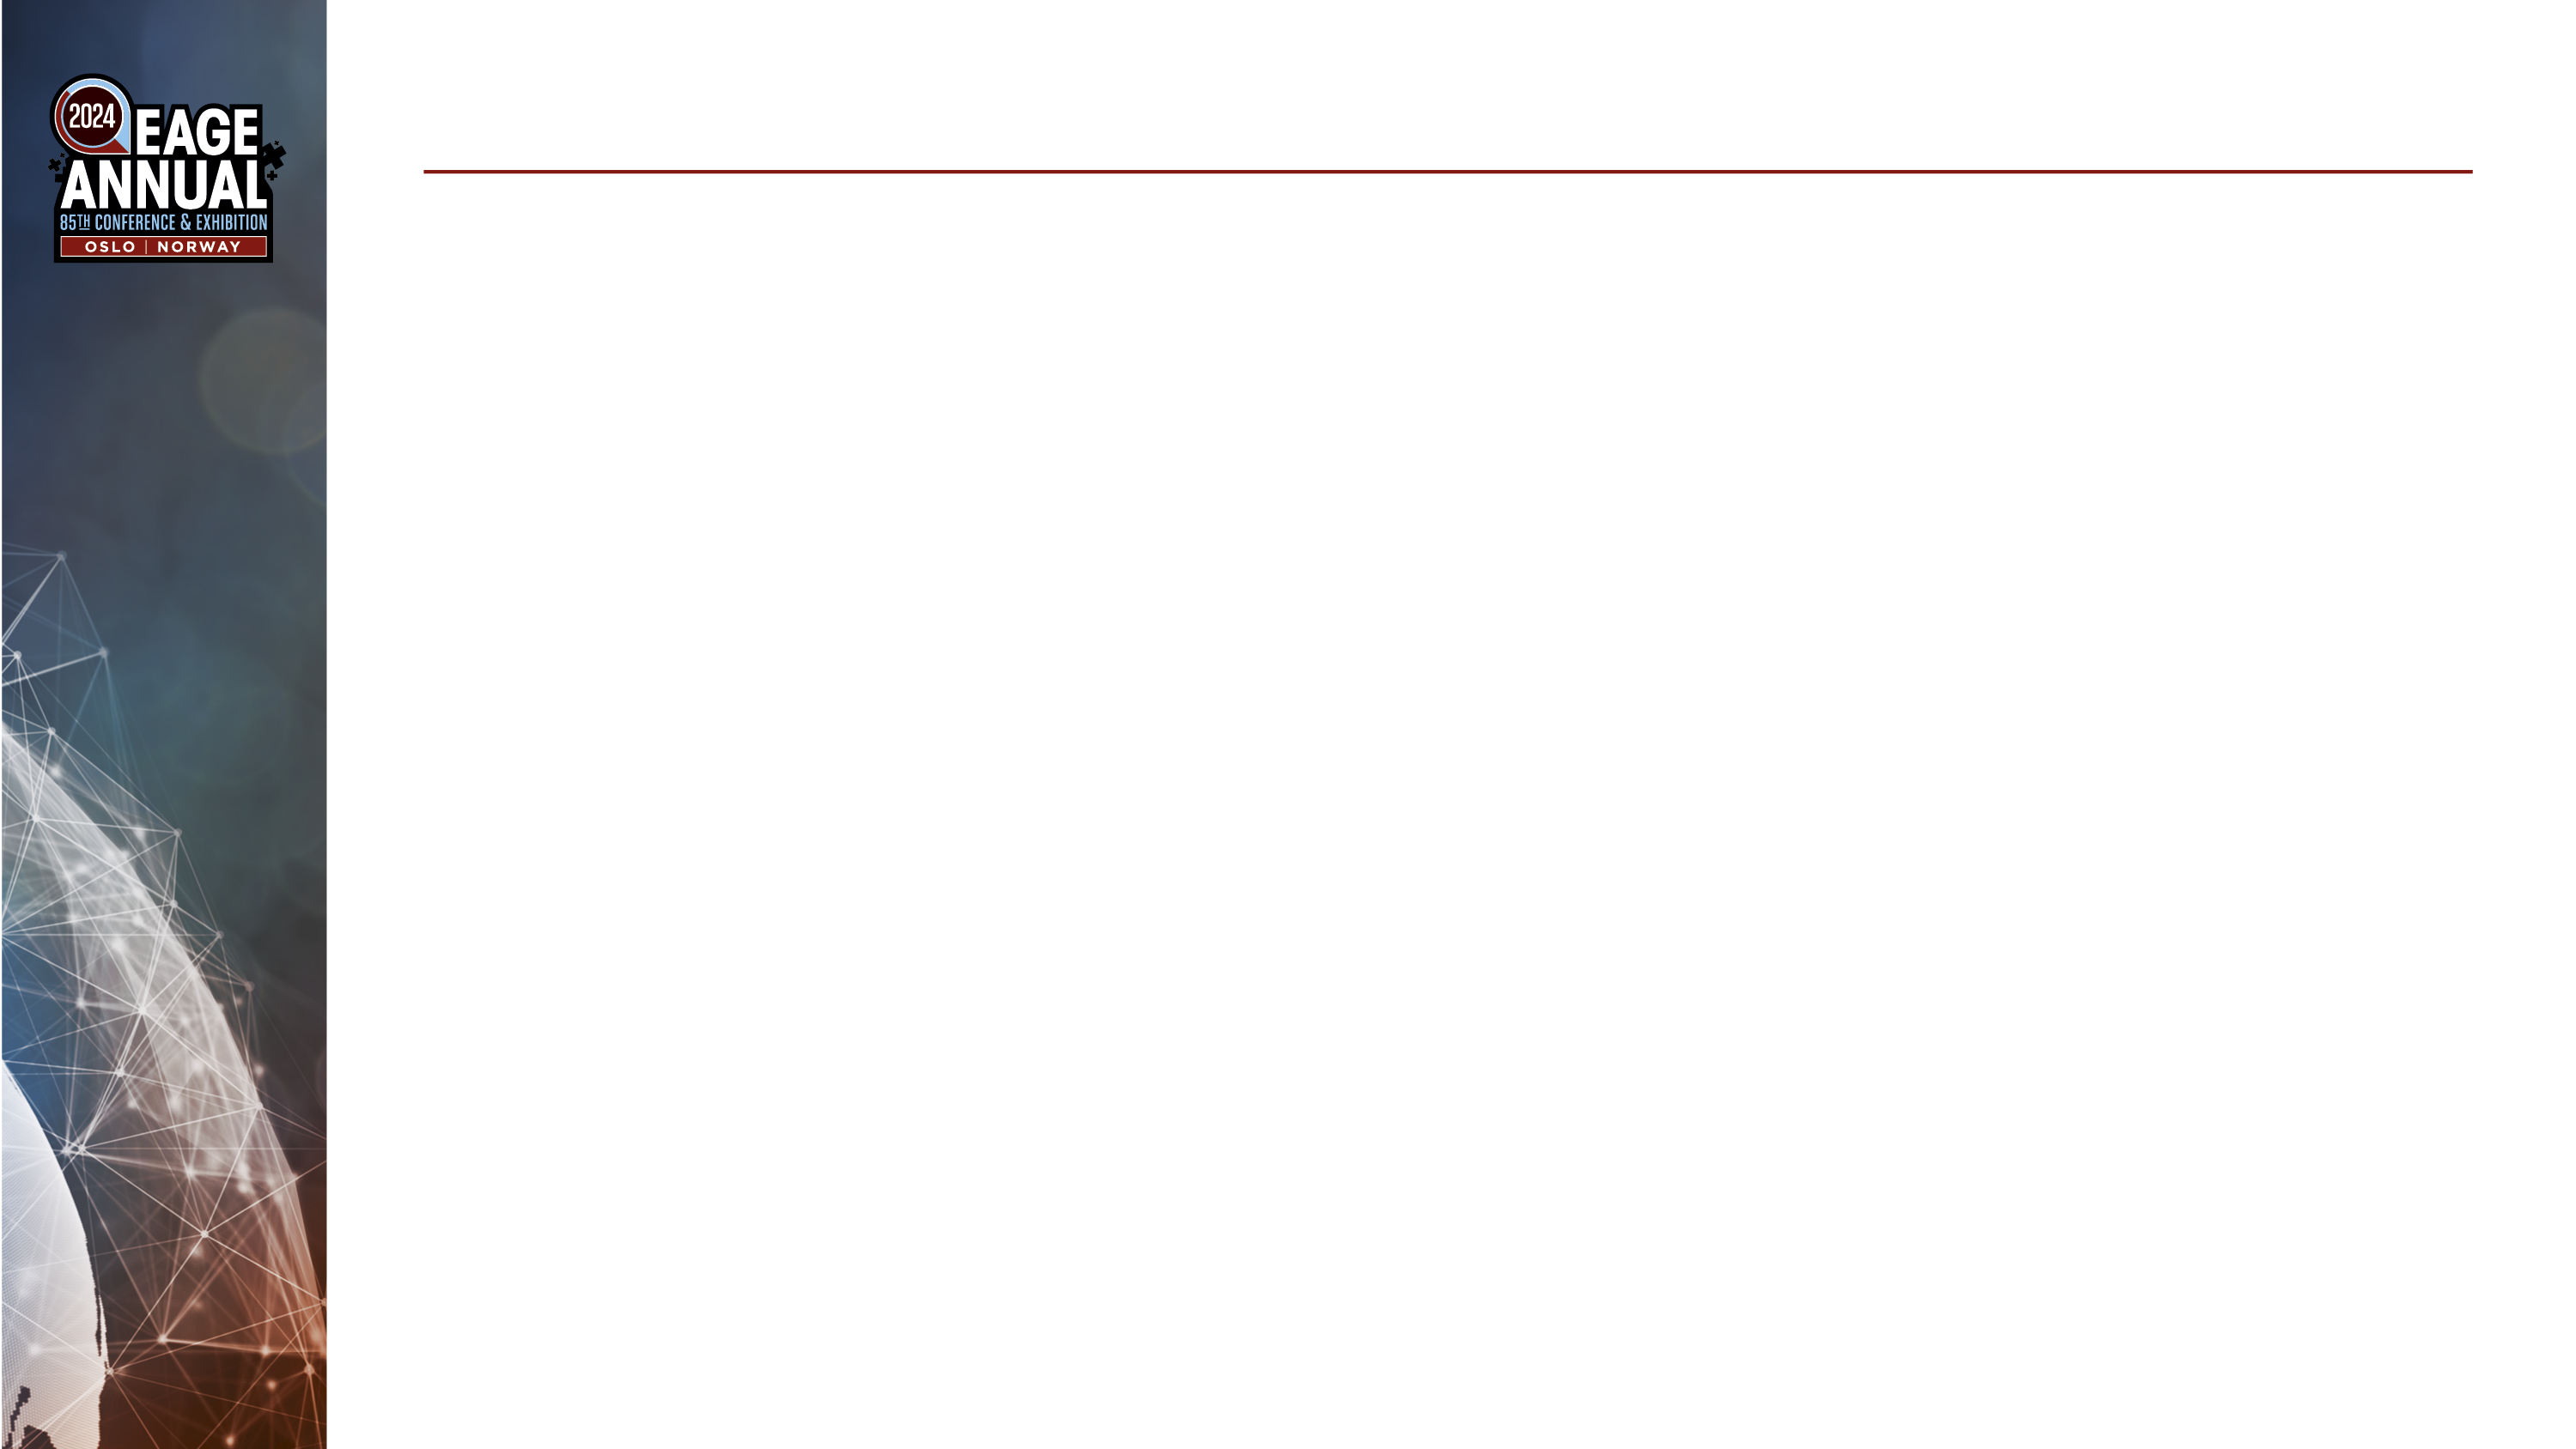 2024
EAGE
ANNUAL
85TH CONFERENCE & EXHIBITION
OSLO | NORWAY